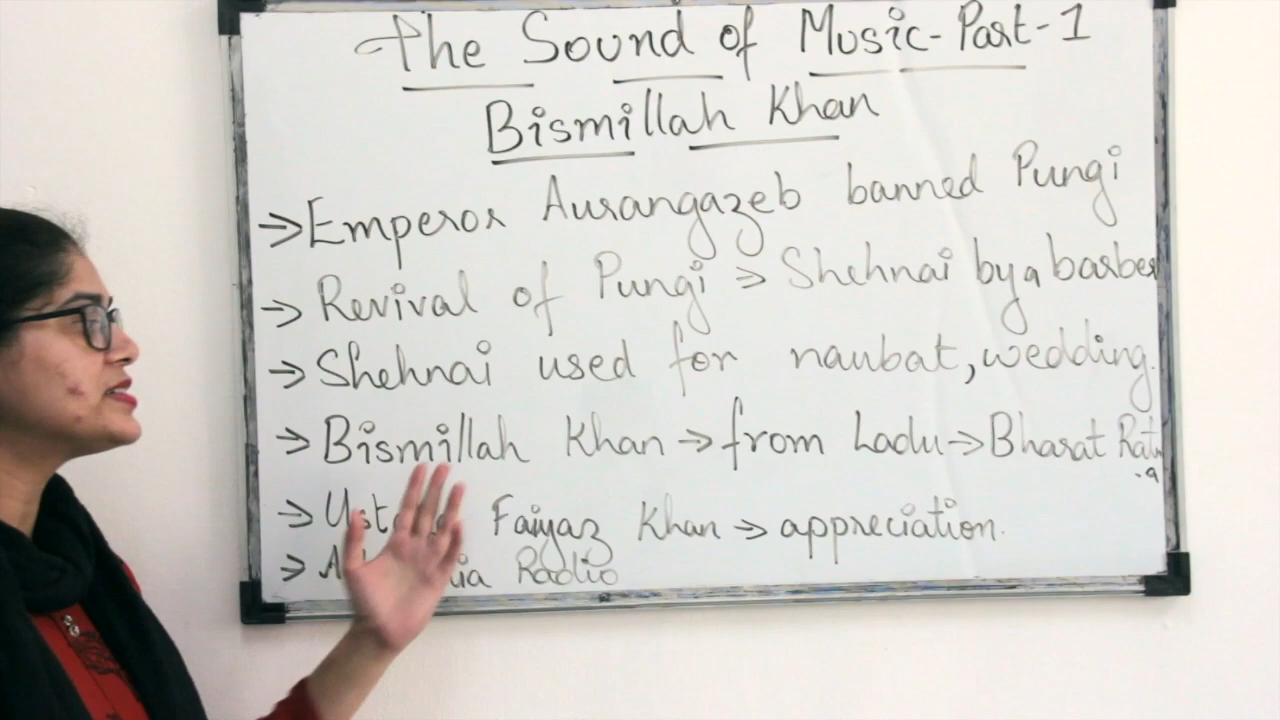 The Sound of Music-Part-1
Bismillah Khan
→Emperor Aurangazeb banned Pungi
→ Revival of Pungi → Shehnai by a barber
→ Shehnai used for naubat, wedding.
→ Bismillah Khan → from Ladu → Bharat Ratn
.a
→ Faiyaz Khan → appreciation.
→ Radio